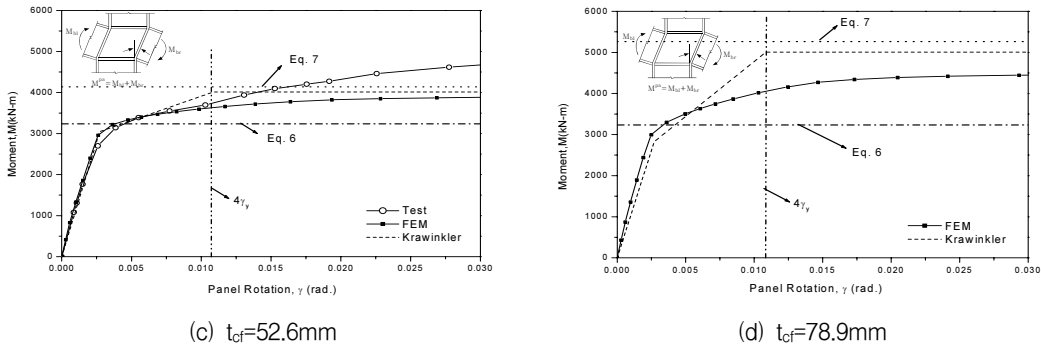 6000
5000
4000
3000
2000
1000
0
Moment,M(kN-m)
M_bl
M_br
M^pa = M_bl + M_br
Eq. 7
Eq. 6
4γ_y
Test
FEM
Krawinkler
0.000 0.005 0.010 0.015 0.020 0.025 0.030
Panel Rotation, γ (rad.)
(c) t_cf=52.6mm
6000
5000
4000
3000
2000
1000
0
Moment,M(kN-m)
M_bl
M_br
M^pa = M_bl + M_br
Eq. 7
Eq. 6
4γ_y
FEM
Krawinkler
0.000 0.005 0.010 0.015 0.020 0.025 0.030
Panel Rotation, γ (rad.)
(d) t_cf=78.9mm